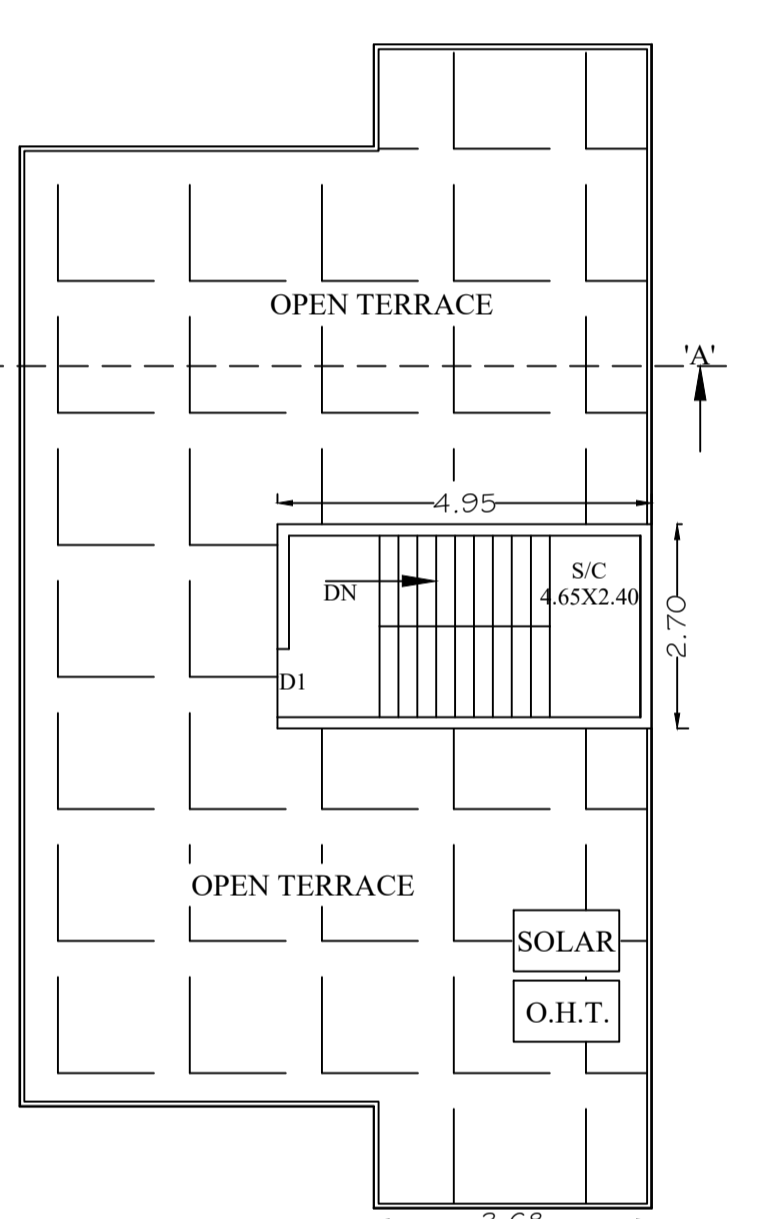 OPEN TERRACE
'A'
4.95
S/C
4.65X2.40
DN
2.70
D1
OPEN TERRACE
SOLAR
O.H.T.